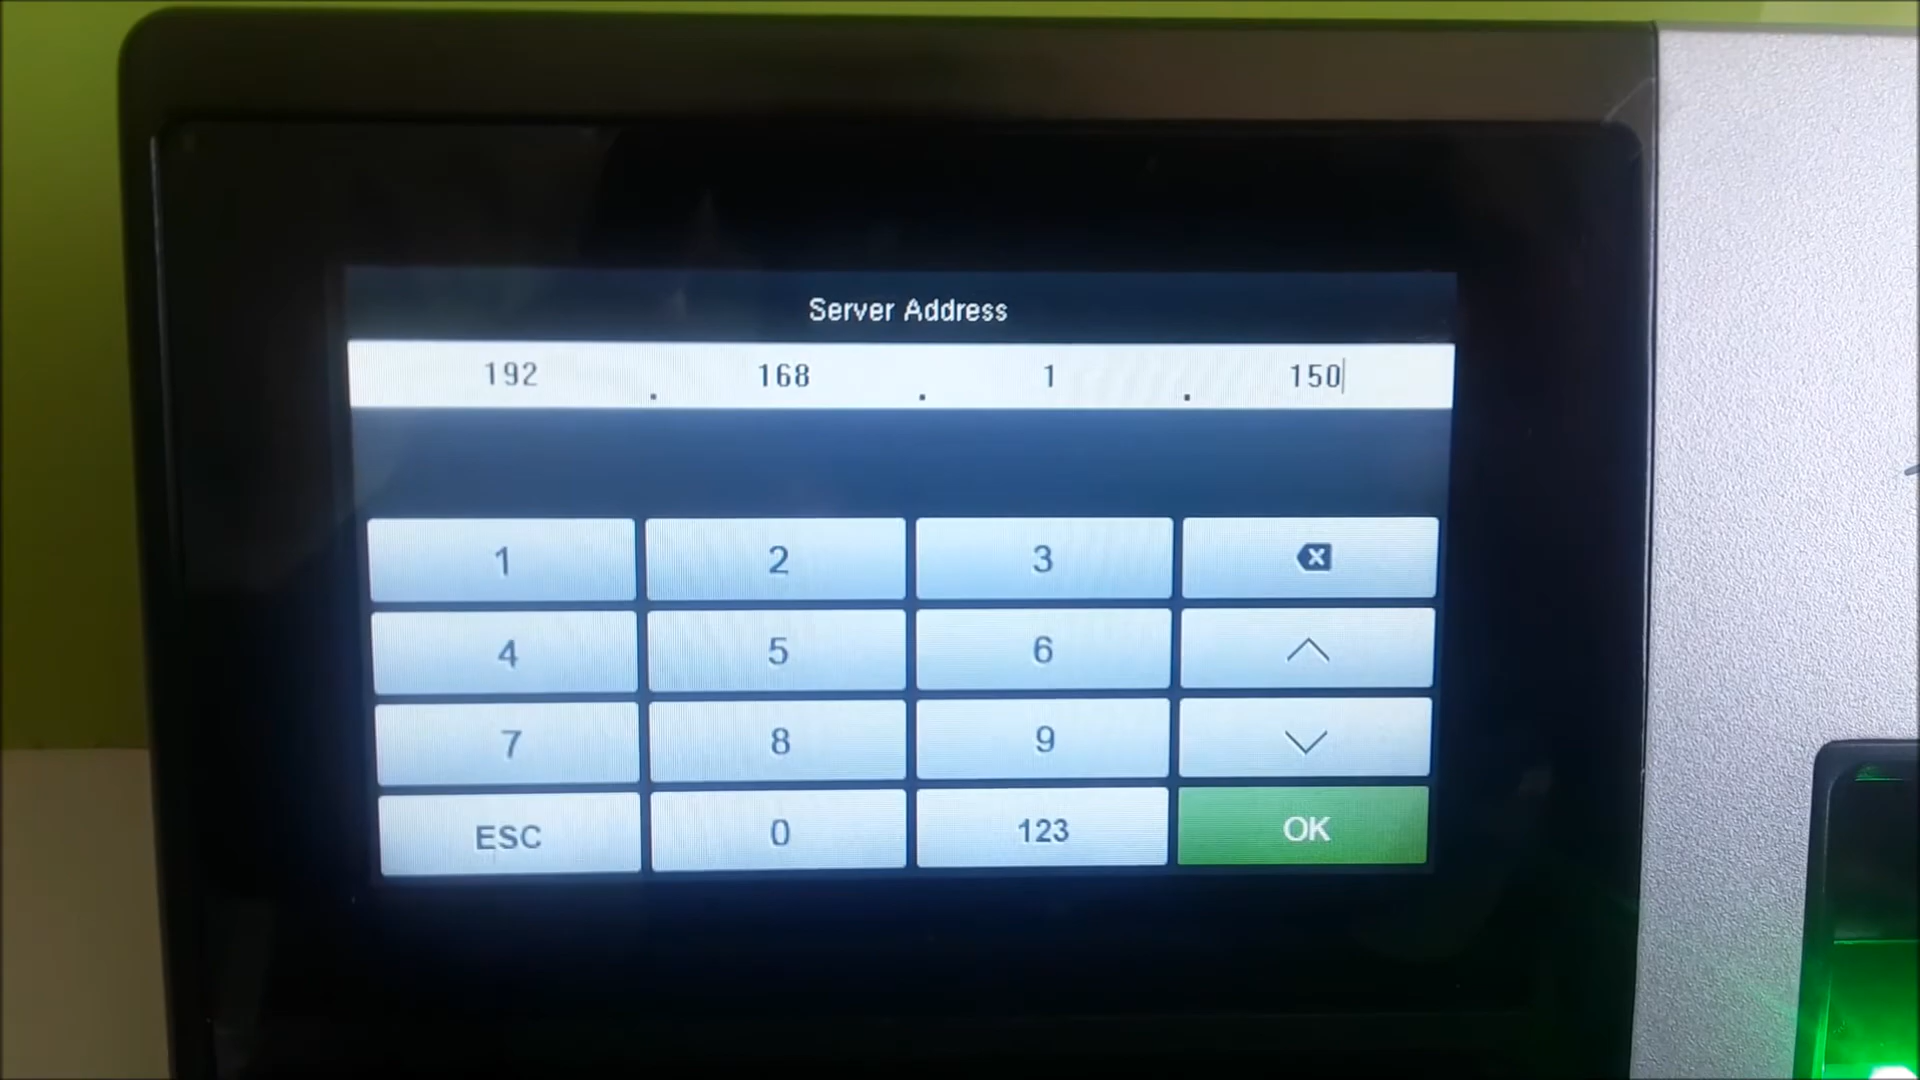 Server Address
192 . 168 . 1 . 150
1 2 3
4 5 6
7 8 9
ESC 0 123 OK